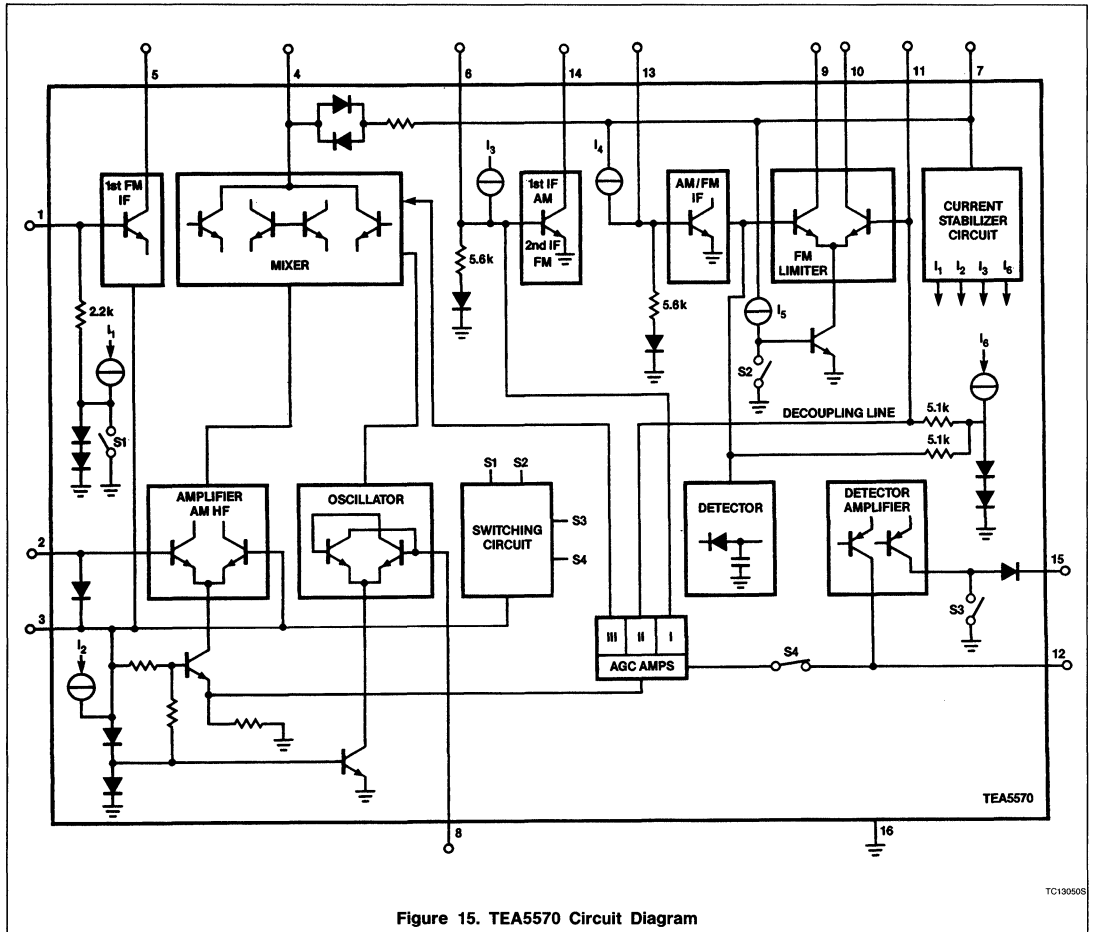 5
4
6
14
13
9
10
11
7
I3
I4
1st FM
IF
MIXER
1st IF
AM
2nd IF
FM
AM/FM
IF
FM
LIMITER
CURRENT
STABILIZER
CIRCUIT
I1 I2 I3 I6
1
5.6k
5.6k
2.2k
I1
I5
S2
I6
S1
DECOUPLING LINE
5.1k
5.1k
S1 S2
AMPLIFIER
AM HF
OSCILLATOR
SWITCHING
CIRCUIT
S3
S4
DETECTOR
DETECTOR
AMPLIFIER
2
15
3
S3
I2
III II I
AGC AMPS
S4
12
TEA5570
8
16
TC13050S
Figure 15. TEA5570 Circuit Diagram